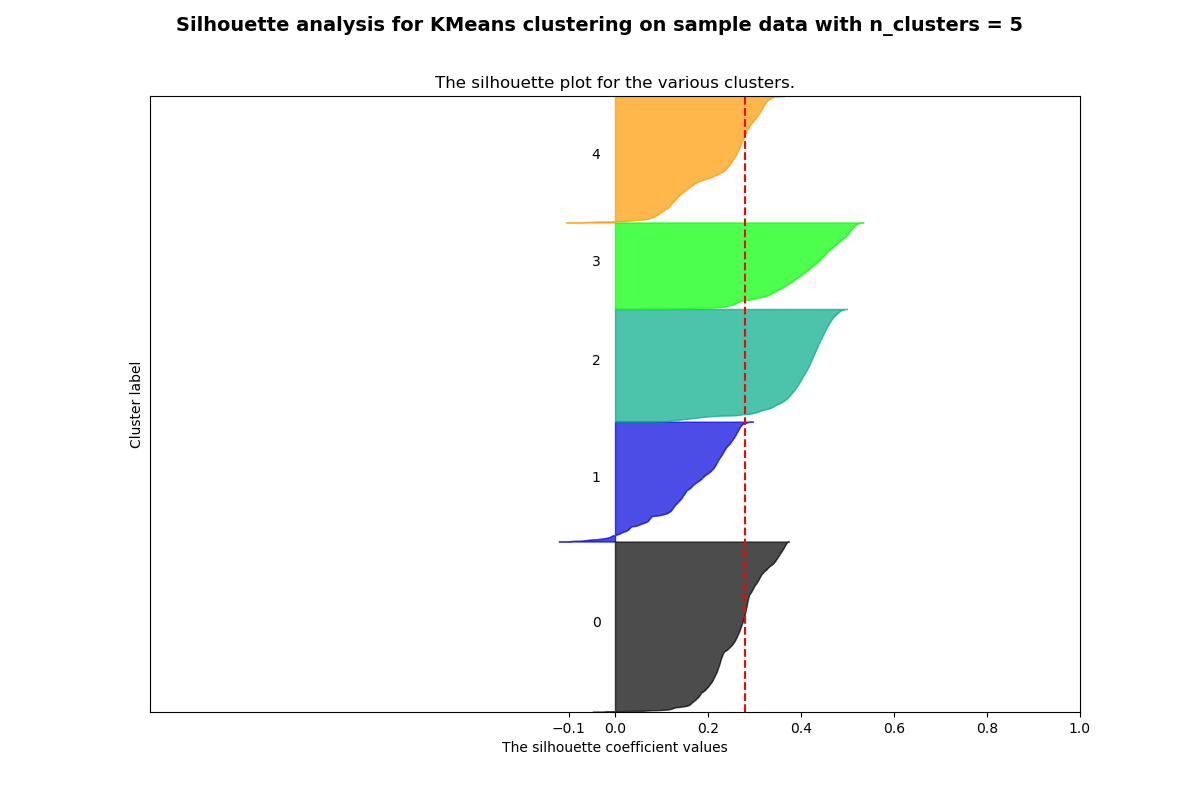 Silhouette analysis for KMeans clustering on sample data with n_clusters = 5
The silhouette plot for the various clusters.
4
3
2
1
0
Cluster label
−0.1 0.0 0.2 0.4 0.6 0.8 1.0
The silhouette coefficient values